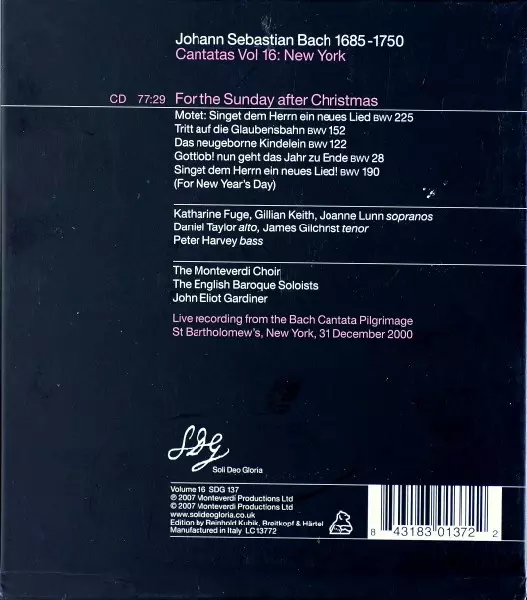 Johann Sebastian Bach 1685-1750
Cantatas Vol 16: New York
CD 77:29 For the Sunday after Christmas
Motet: Singet dem Herrn ein neues Lied BWV 225
Tritt auf die Glaubensbahn BWV 152
Das neugeborne Kindelein BWV 122
Gottlob! nun geht das Jahr zu Ende BWV 28
Singet dem Herrn ein neues Lied! BWV 190
(For New Year's Day)
Katharine Fuge, Gillian Keith, Joanne Lunn sopranos
Daniel Taylor alto, James Gilchrist tenor
Peter Harvey bass
The Monteverdi Choir
The English Baroque Soloists
John Eliot Gardiner
Live recording from the Bach Cantata Pilgrimage
St Bartholomew's, New York, 31 December 2000
SDG
Soli Deo Gloria
Volume 16 SDG 137
℗ 2007 Monteverdi Productions Ltd
© 2007 Monteverdi Productions Ltd
www.solideogloria.co.uk
Edition by Reinhold Kubik, Breitkopf & Härtel
Manufactured in Italy LC13772
8 43183 01372 2